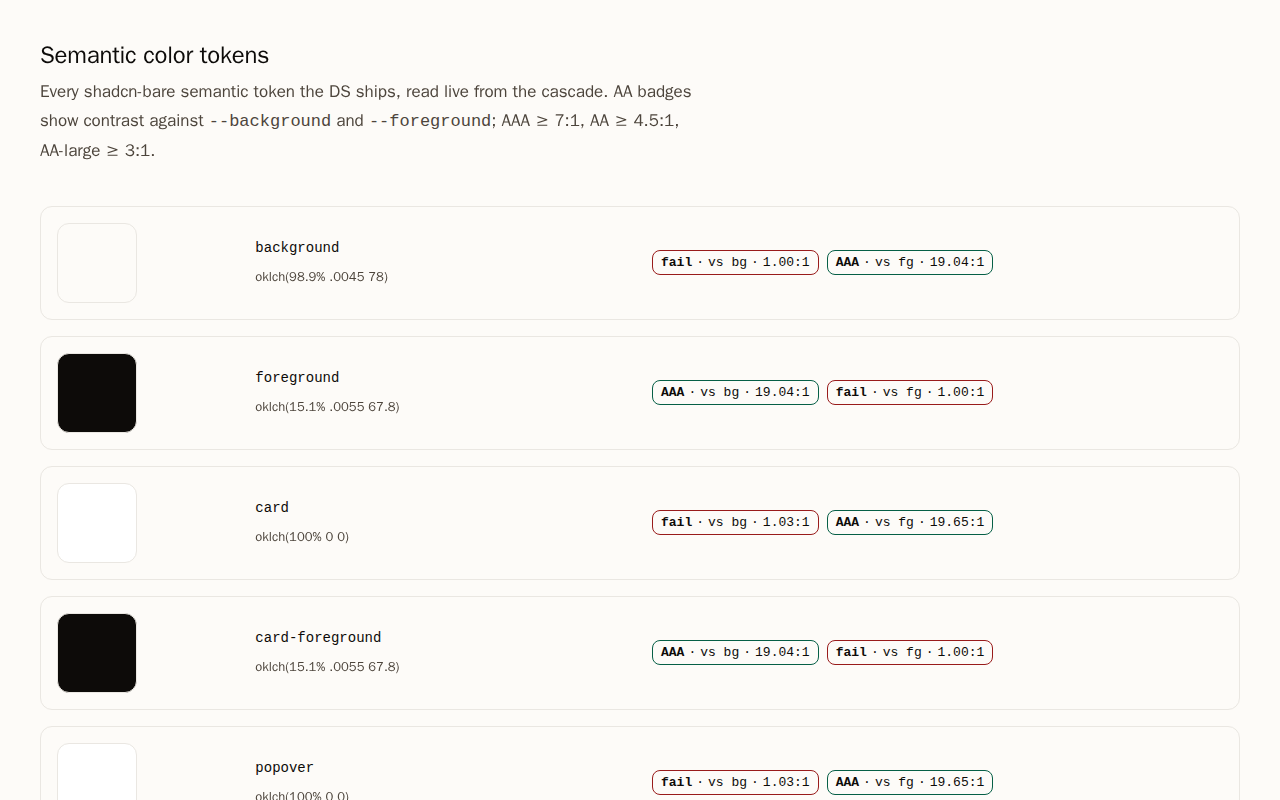 Semantic color tokens
Every shadcn-bare semantic token the DS ships, read live from the cascade. AA badges
show contrast against --background and --foreground; AAA ≥ 7:1, AA ≥ 4.5:1,
AA-large ≥ 3:1.
background
oklch(98.9% .0045 78)
fail · vs bg · 1.00:1
AAA · vs fg · 19.04:1
foreground
oklch(15.1% .0055 67.8)
AAA · vs bg · 19.04:1
fail · vs fg · 1.00:1
card
oklch(100% 0 0)
fail · vs bg · 1.03:1
AAA · vs fg · 19.65:1
card-foreground
oklch(15.1% .0055 67.8)
AAA · vs bg · 19.04:1
fail · vs fg · 1.00:1
popover
oklch(100% 0 0)
fail · vs bg · 1.03:1
AAA · vs fg · 19.65:1